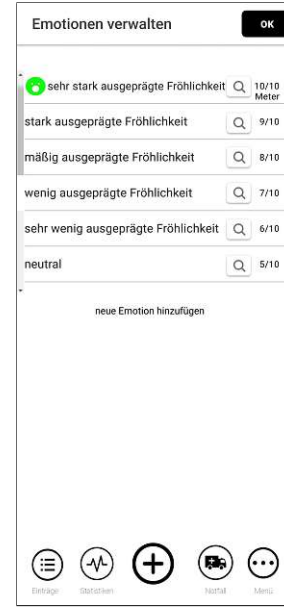 Emotionen verwalten
OK
sehr stark ausgeprägte Fröhlichkeit 10/10
Meter
stark ausgeprägte Fröhlichkeit 9/10
mäßig ausgeprägte Fröhlichkeit 8/10
wenig ausgeprägte Fröhlichkeit 7/10
sehr wenig ausgeprägte Fröhlichkeit 6/10
neutral 5/10
neue Emotion hinzufügen
Einträge Statistiken Notfall Menü